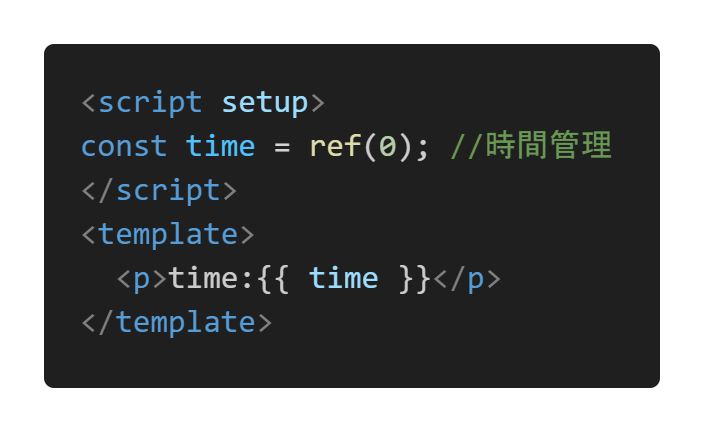 <script setup>
const time = ref(0); //時間管理
</script>
<template>
  <p>time:{{ time }}</p>
</template>